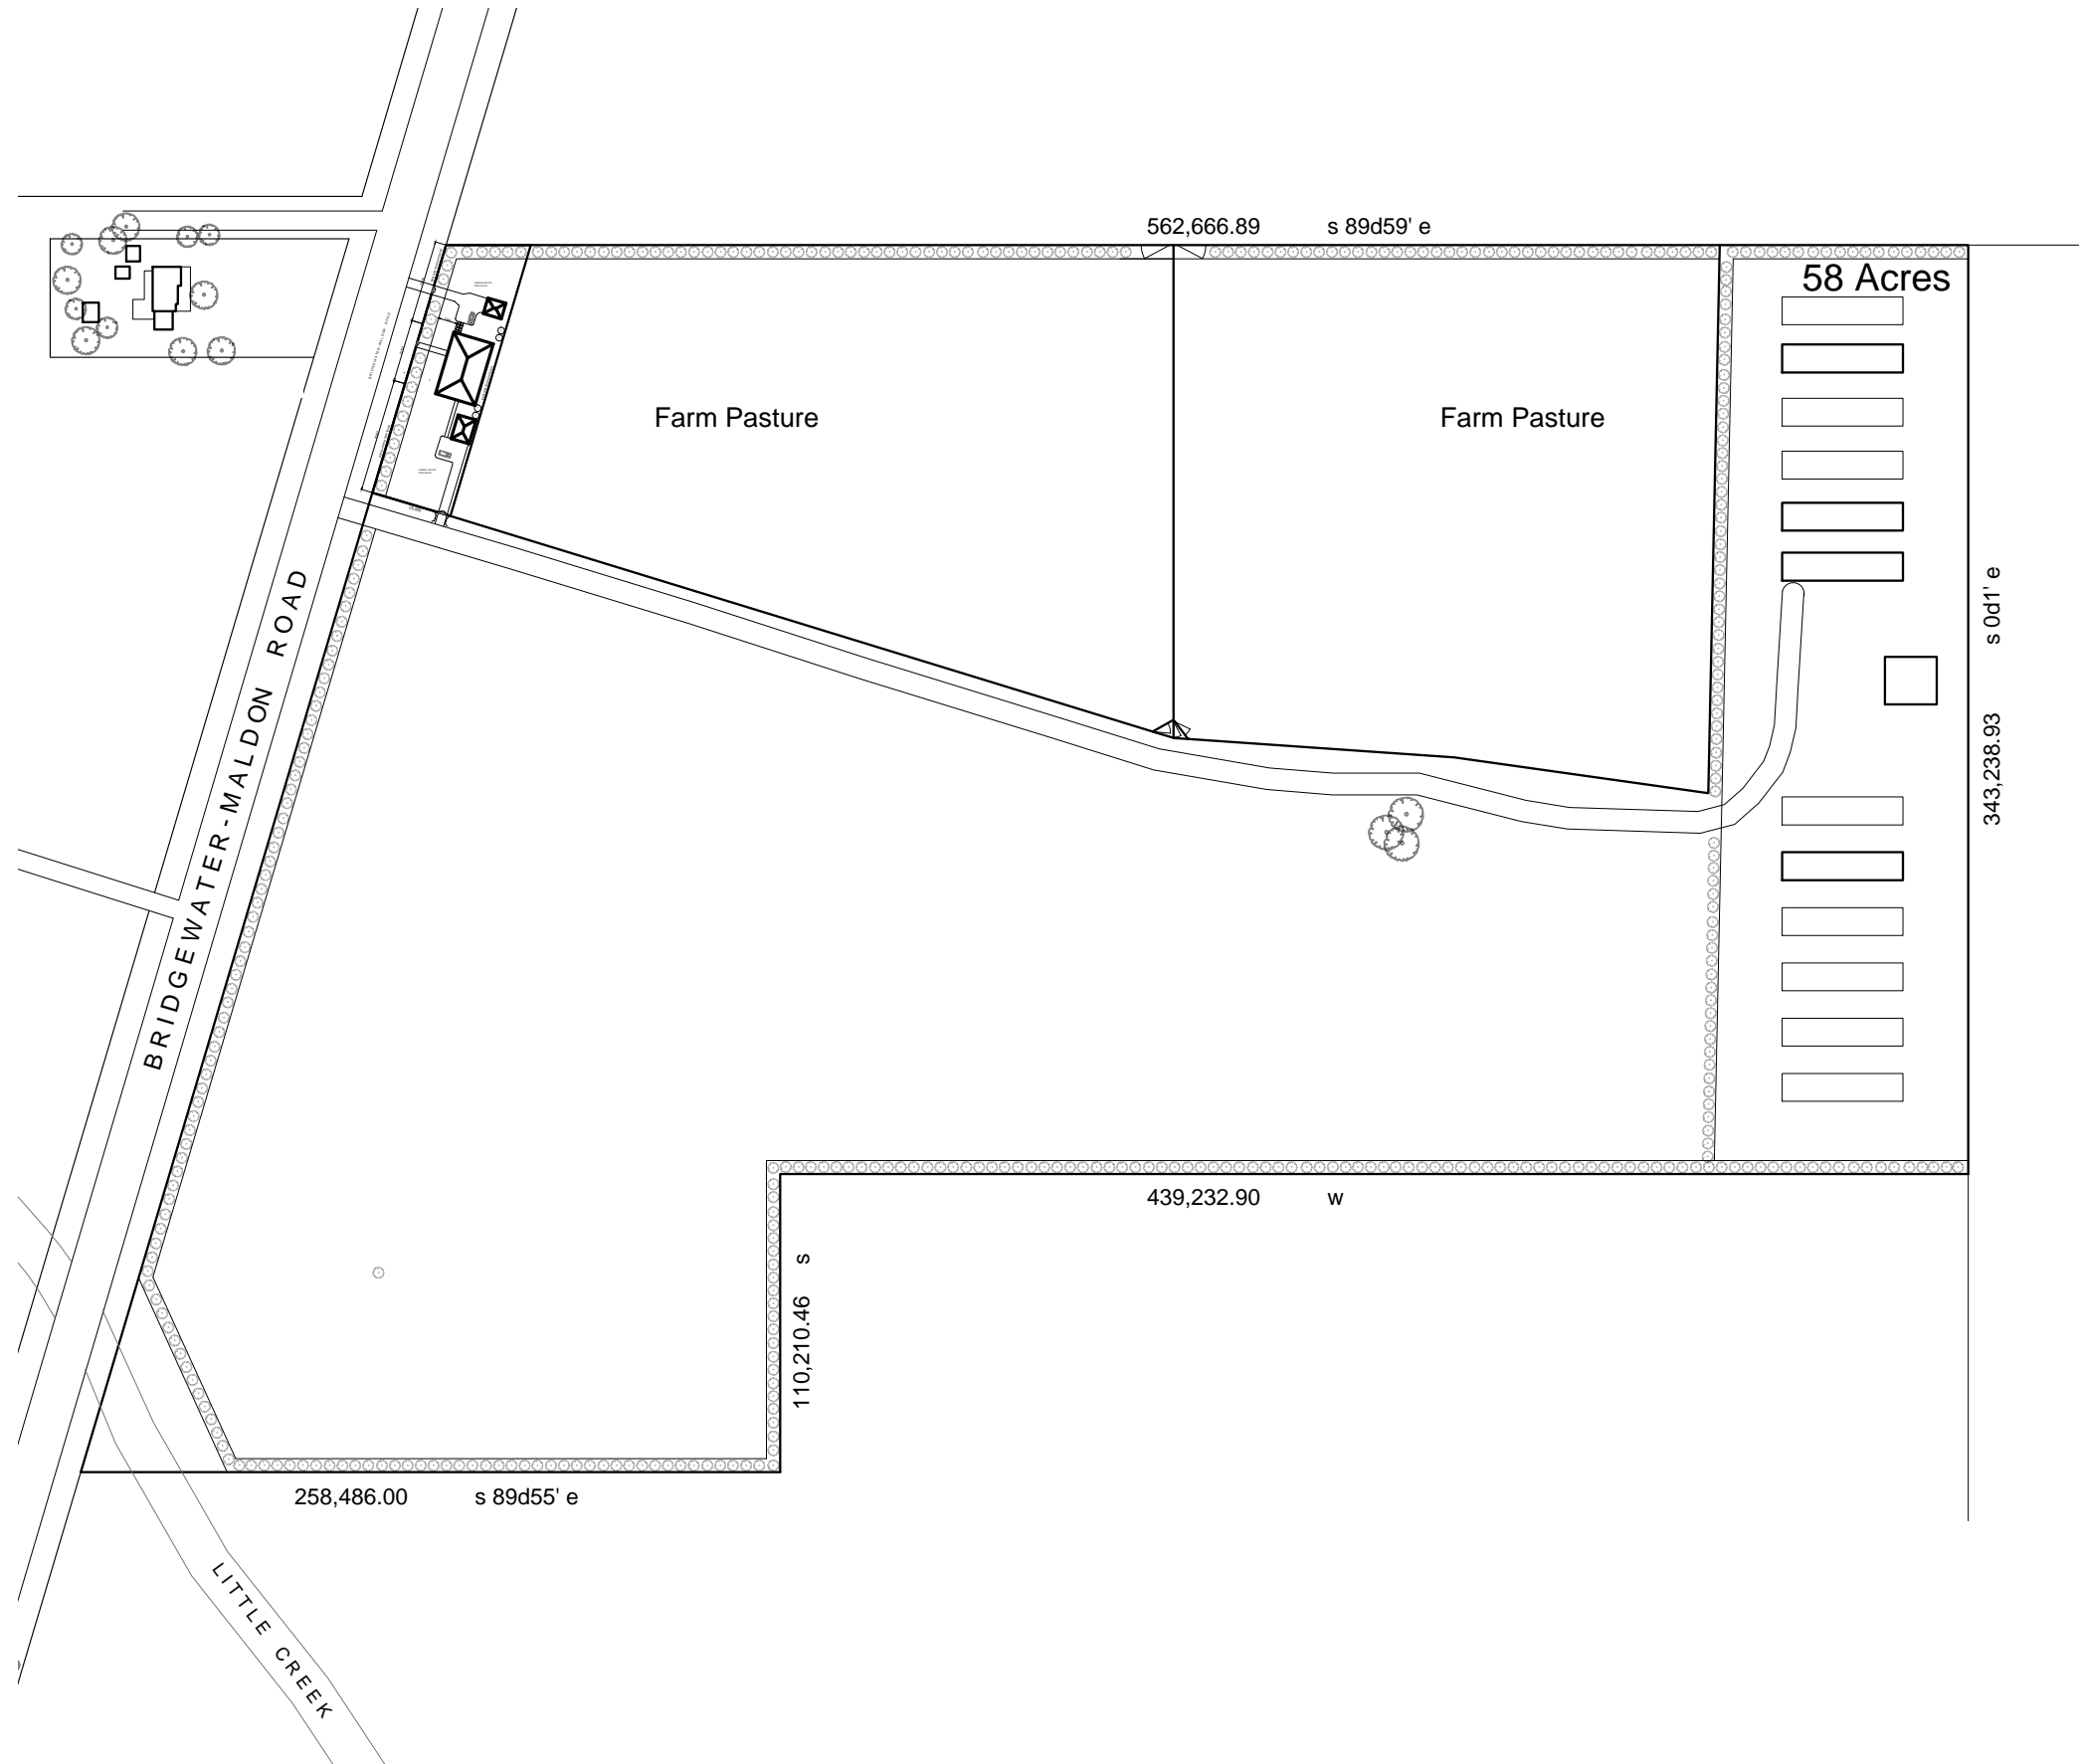 562,666.89 s 89d59' e
58 Acres
Farm Pasture
Farm Pasture
s 0d1' e
343,238.93
BRIDGEWATER-MALDON ROAD
439,232.90 w
110,210.46 s
258,486.00 s 89d55' e
LITTLE CREEK